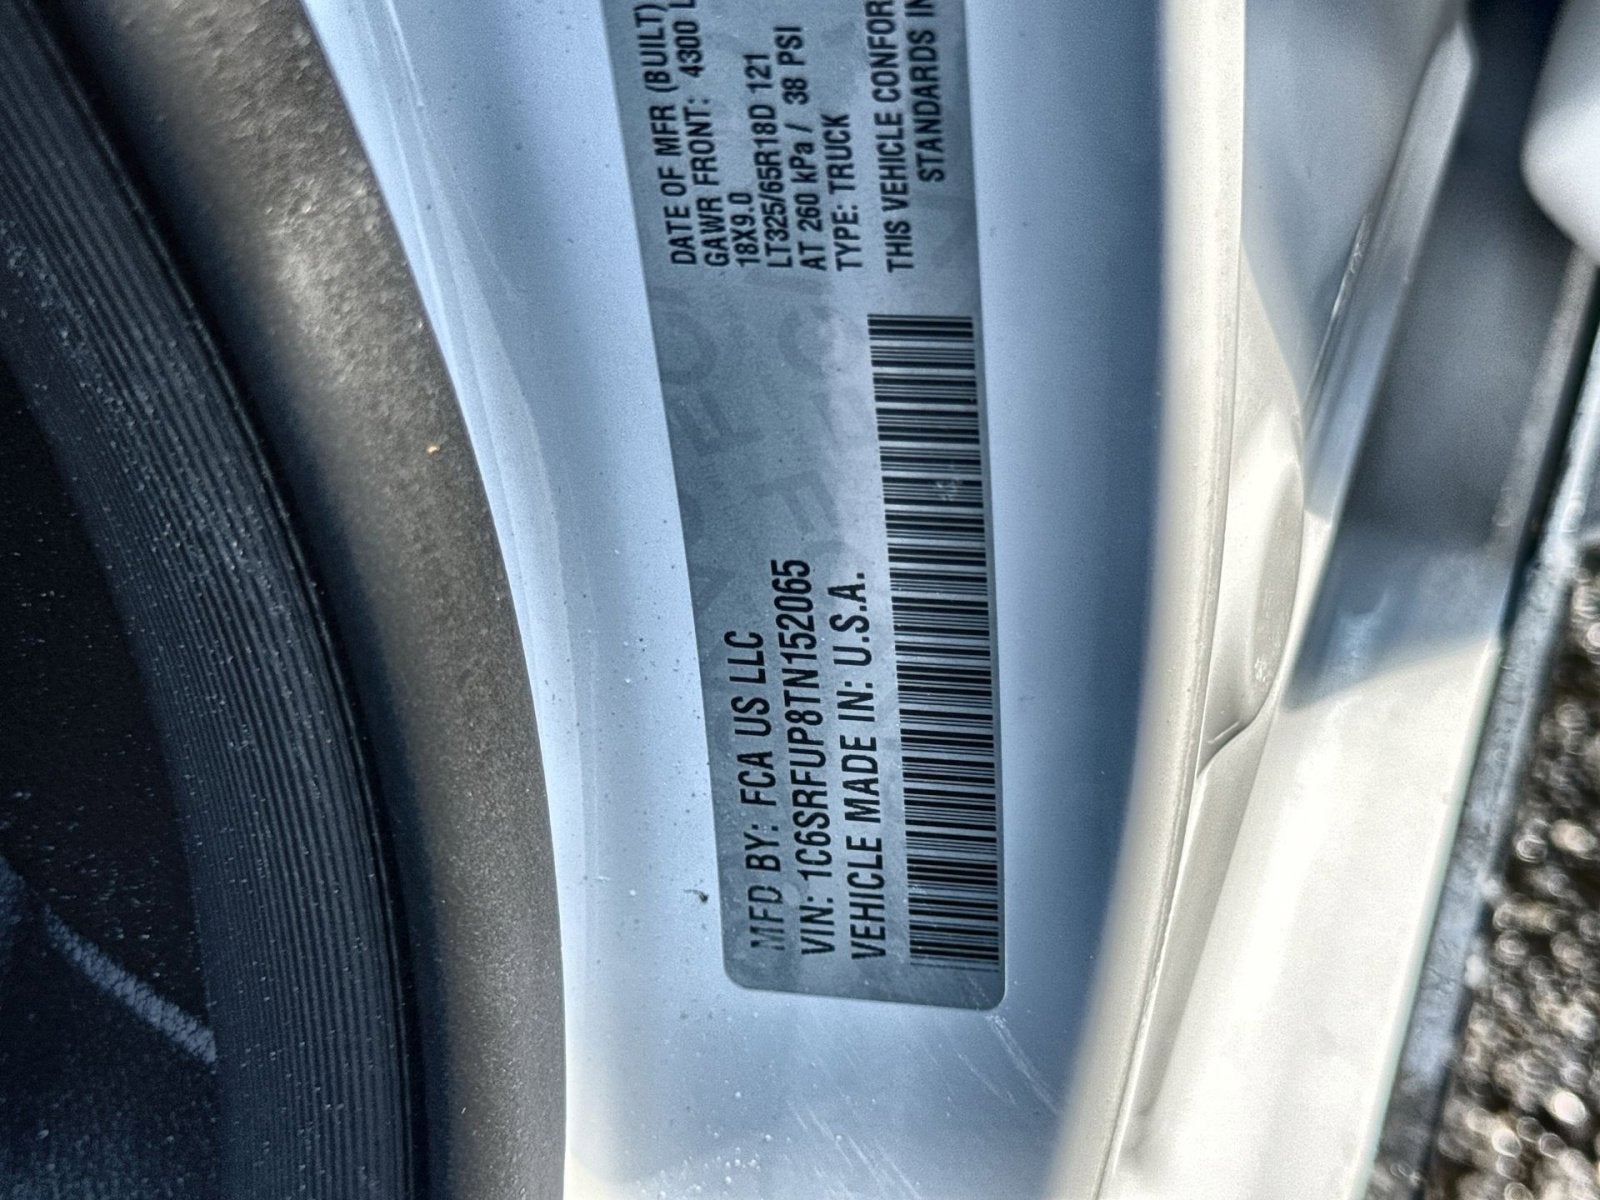 MFD BY: FCA US LLC
VIN: 1C6SRFUP8TN152065
VEHICLE MADE IN: U.S.A.
DATE OF MFR (BUILT)
GAWR FRONT: 4300 L
18X9.0
LT325/65R18D 121
AT 260 kPa / 38 PSI
TYPE: TRUCK
THIS VEHICLE CONFOR
STANDARDS IN